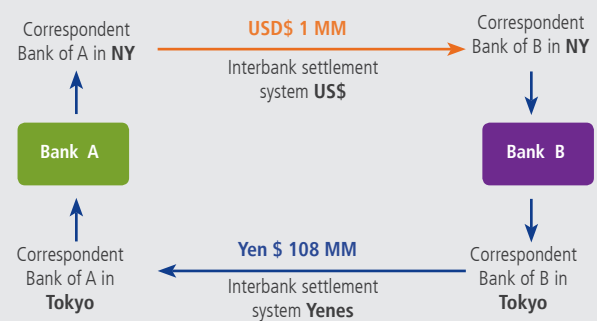 Correspondent
Bank of A in NY
USD$ 1 MM
Interbank settlement
system US$
Correspondent
Bank of B in NY
Bank A
Bank B
Correspondent
Bank of A in
Tokyo
Yen $ 108 MM
Interbank settlement
system Yenes
Correspondent
Bank of B in
Tokyo